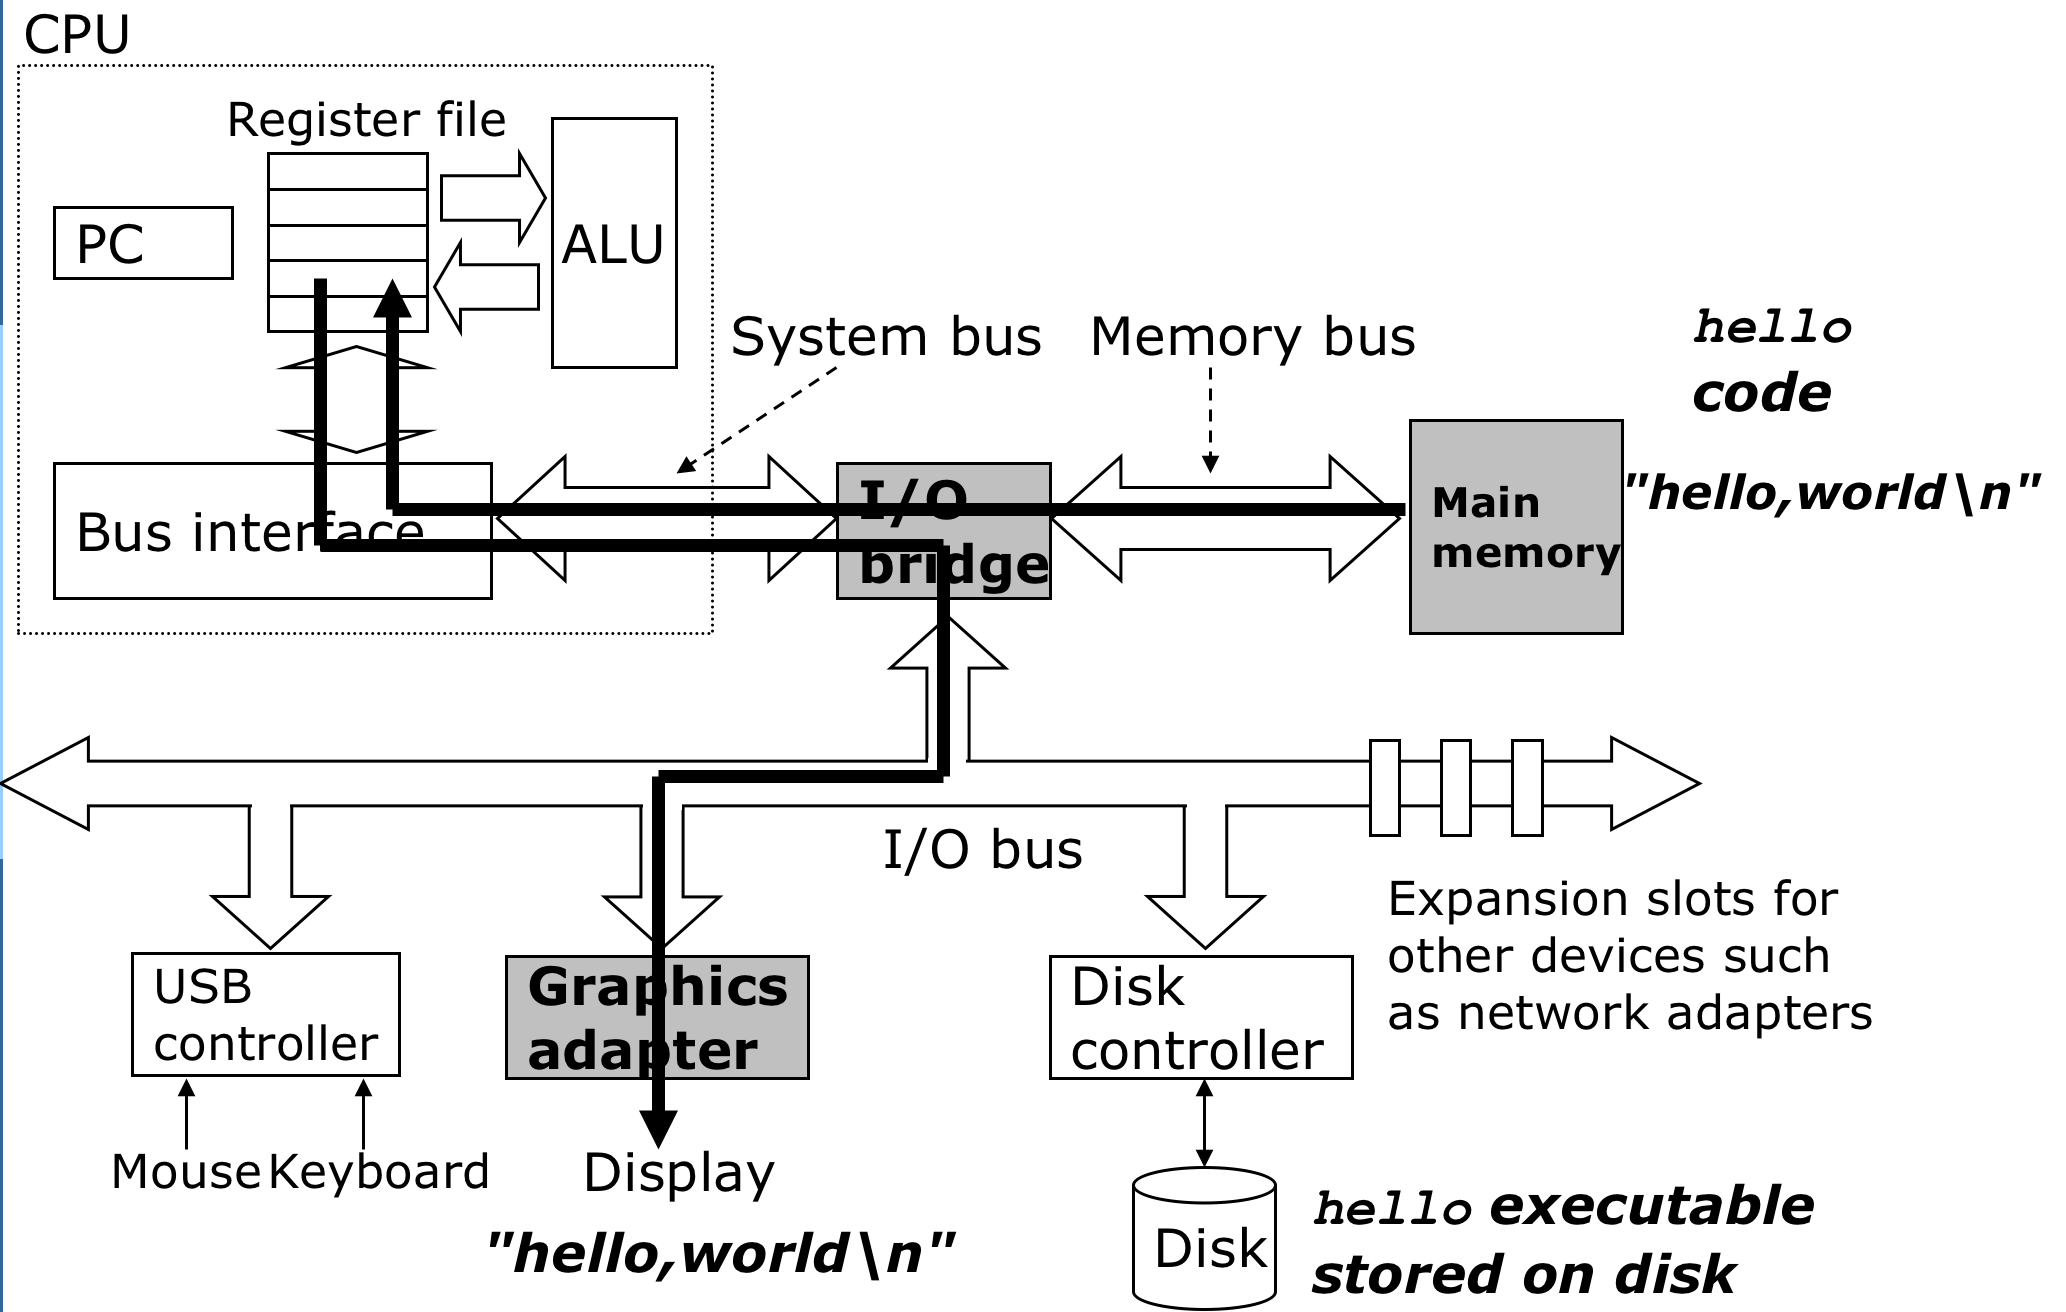 CPU
Register file
PC
ALU
System bus
Memory bus
hello
code
"hello,world\n"
Bus interface
I/O
bridge
Main
memory
I/O bus
Expansion slots for
other devices such
as network adapters
USB
controller
Graphics
adapter
Disk
controller
Mouse
Keyboard
Display
"hello,world\n"
Disk
hello executable
stored on disk